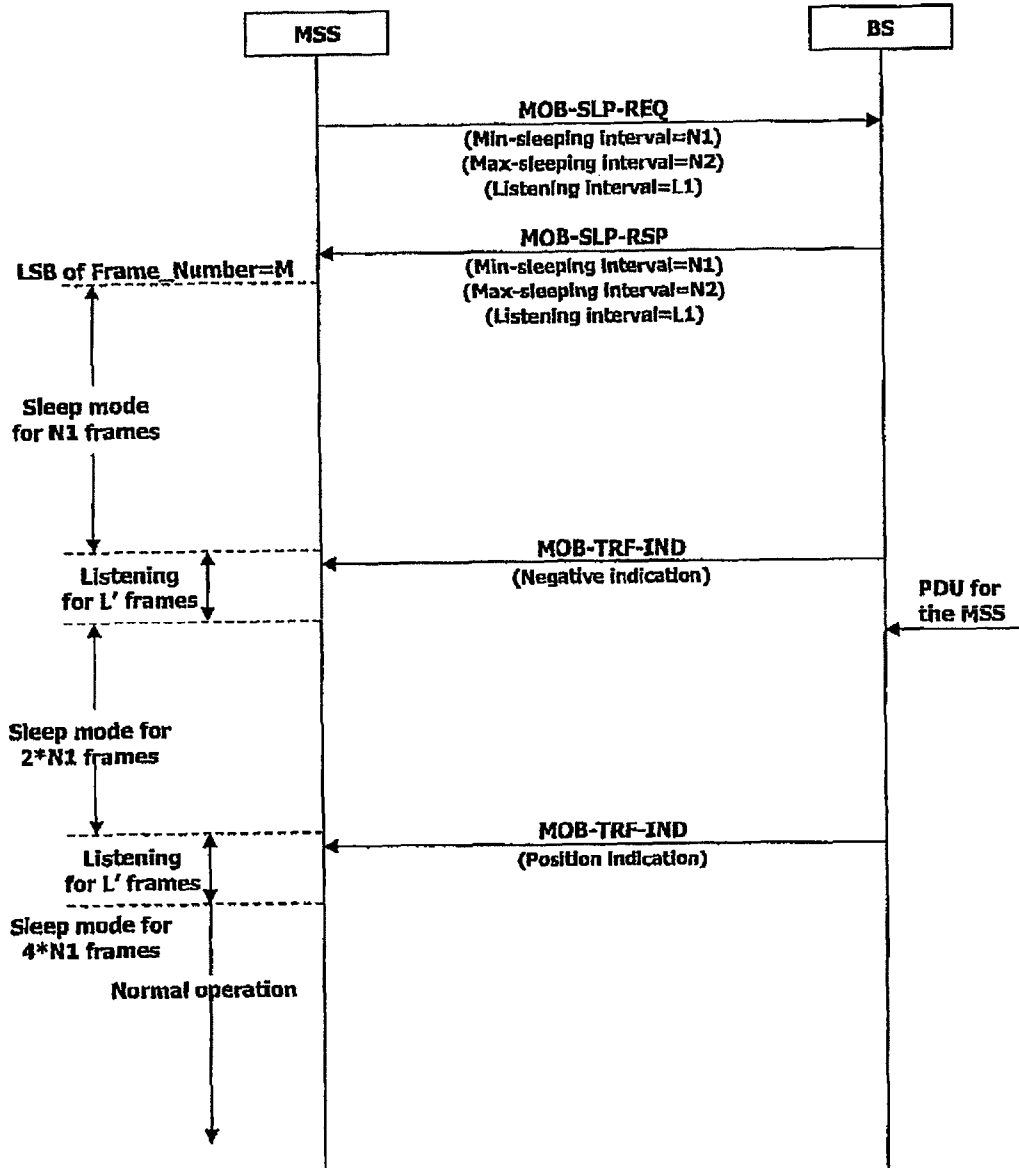 MSS
BS
MOB-SLP-REQ
(Min-sleeping interval=N1)
(Max-sleeping interval=N2)
(Listening interval=L1)
MOB-SLP-RSP
LSB of Frame_Number=M
(Min-sleeping interval=N1)
(Max-sleeping interval=N2)
(Listening interval=L1)
Sleep mode
for N1 frames
MOB-TRF-IND
(Negative indication)
Listening
for L' frames
PDU for
the MSS
Sleep mode for
2*N1 frames
MOB-TRF-IND
(Position indication)
Listening
for L' frames
Sleep mode for
4*N1 frames
Normal operation